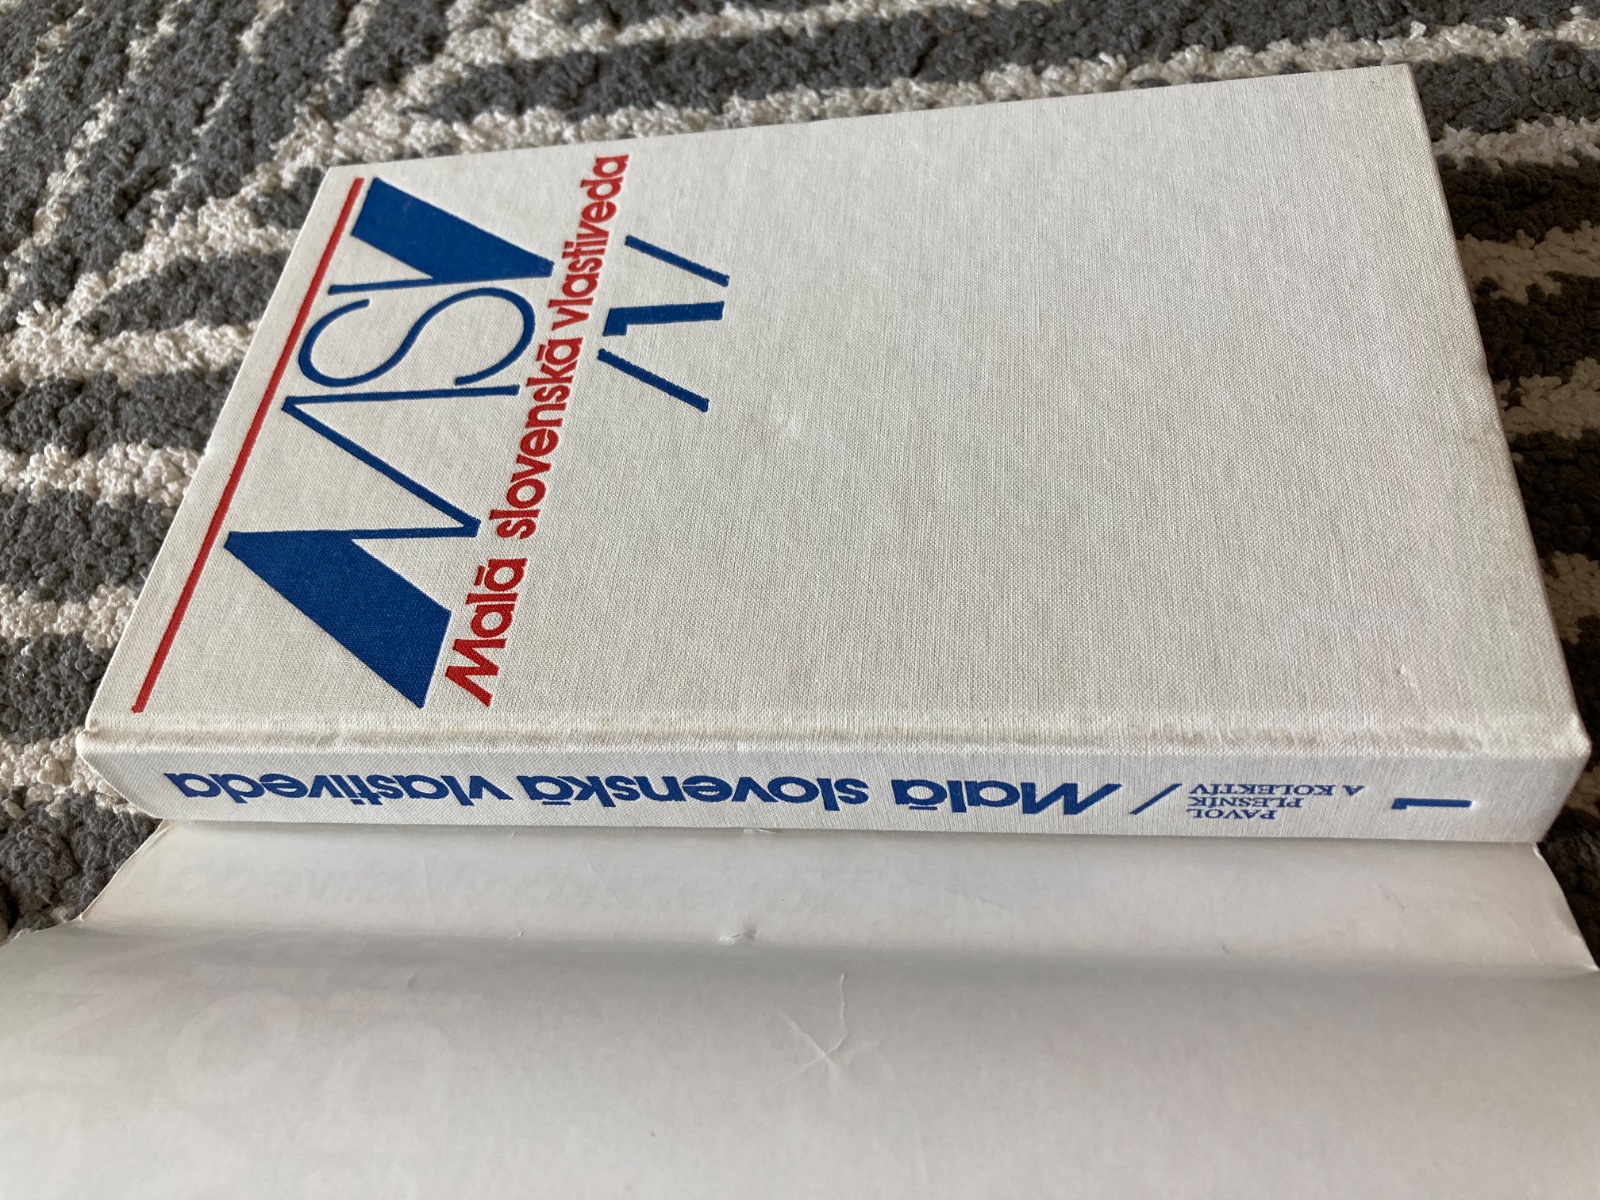 MSV
Malá slovenská vlastiveda
/1/
1
PAVOL
PLESNÍK
A KOLEKTÍV
/ Malá slovenská vlastiveda